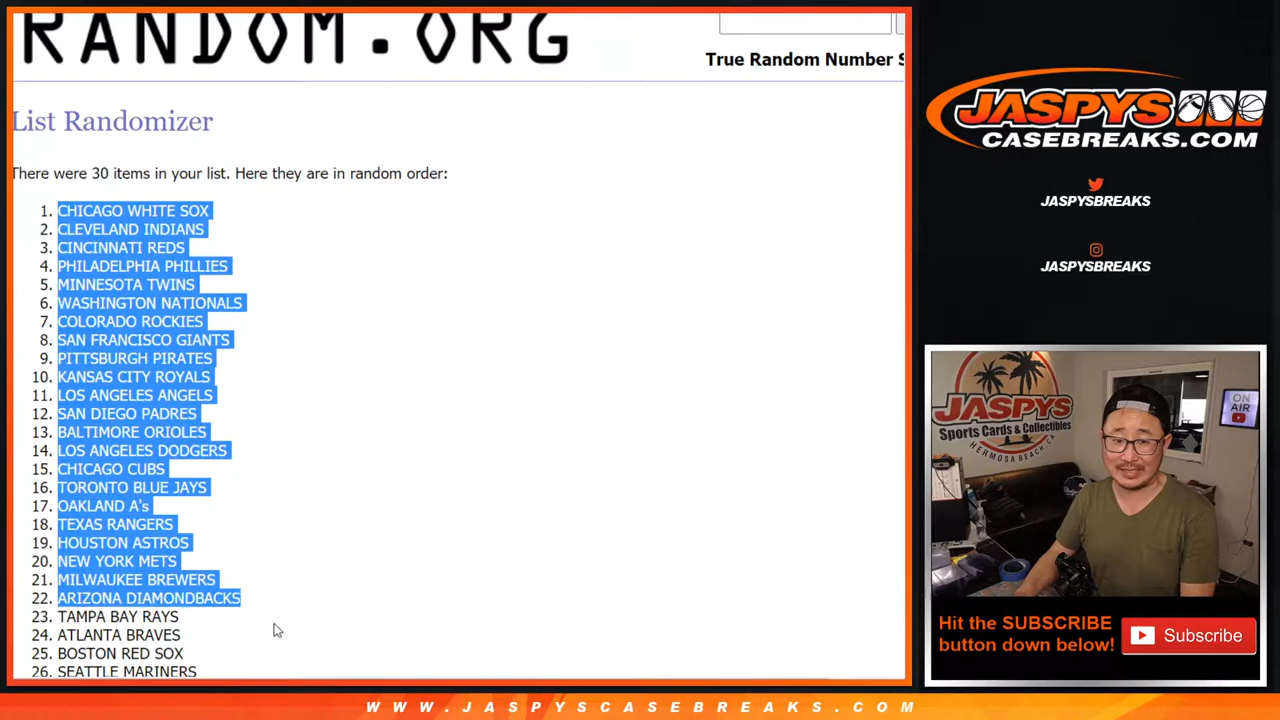 RANDOM.ORG
True Random Number S
List Randomizer
There were 30 items in your list. Here they are in random order:
1. CHICAGO WHITE SOX
2. CLEVELAND INDIANS
3. CINCINNATI REDS
4. PHILADELPHIA PHILLIES
5. MINNESOTA TWINS
6. WASHINGTON NATIONALS
7. COLORADO ROCKIES
8. SAN FRANCISCO GIANTS
9. PITTSBURGH PIRATES
10. KANSAS CITY ROYALS
11. LOS ANGELES ANGELS
12. SAN DIEGO PADRES
13. BALTIMORE ORIOLES
14. LOS ANGELES DODGERS
15. CHICAGO CUBS
16. TORONTO BLUE JAYS
17. OAKLAND A's
18. TEXAS RANGERS
19. HOUSTON ASTROS
20. NEW YORK METS
21. MILWAUKEE BREWERS
22. ARIZONA DIAMONDBACKS
23. TAMPA BAY RAYS
24. ATLANTA BRAVES
25. BOSTON RED SOX
26. SEATTLE MARINERS
JASPYS
CASEBREAKS.COM
JASPYSBREAKS
JASPYSBREAKS
JASPYS
Sports Cards & Collectibles
HERMOSA BEACH, CA
ON
AIR
Hit the SUBSCRIBE
button down below!
Subscribe
WWW.JASPYSCASEBREAKS.COM